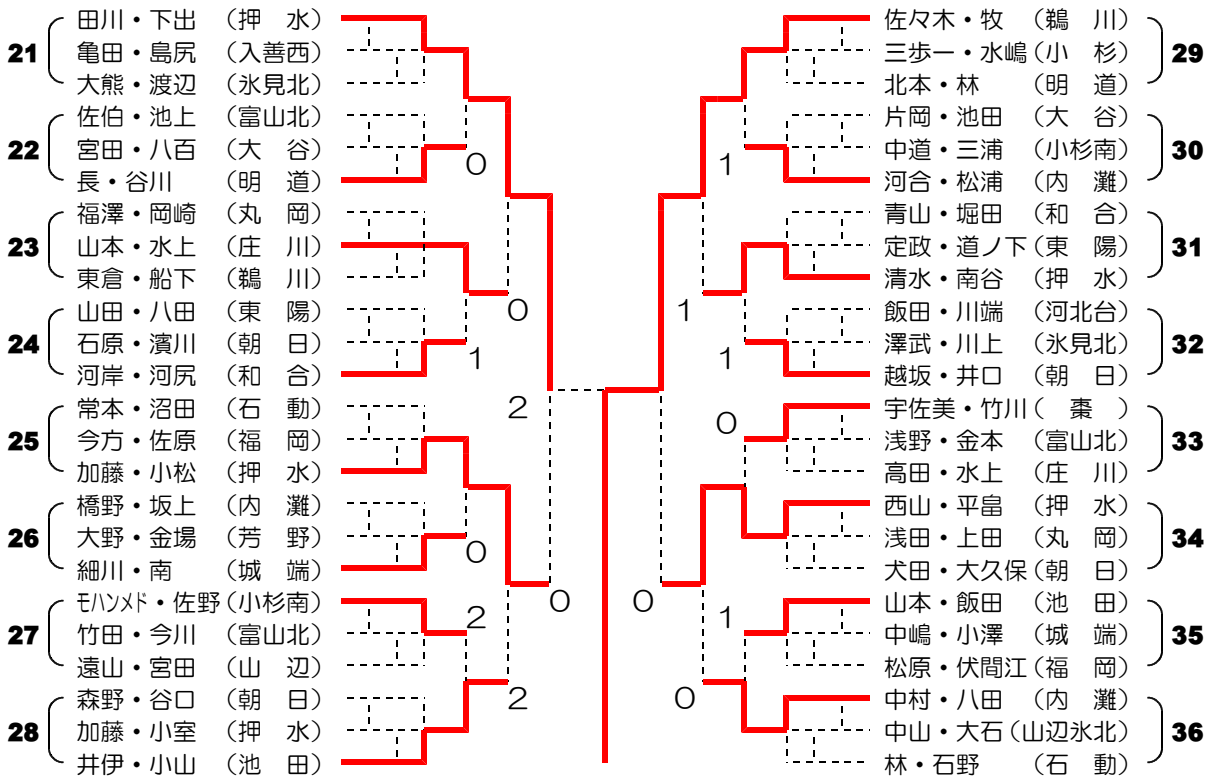 21
田川・下出 (押 水)
亀田・島尻 (入善西)
大熊・渡辺 (氷見北)
22
佐伯・池上 (富山北)
宮田・八百 (大 谷)
長・谷川 (明 道)
0
23
福澤・岡崎 (丸 岡)
山本・水上 (庄 川)
東倉・船下 (鵜 川)
0
24
山田・八田 (東 陽)
石原・濱川 (朝 日)
河岸・河尻 (和 合)
1
2
25
常本・沼田 (石 動)
今方・佐原 (福 岡)
加藤・小松 (押 水)
26
橋野・坂上 (内 灘)
大野・金場 (芳 野)
細川・南 (城 端)
0
0
27
モハンメド・佐野 (小杉南)
竹田・今川 (富山北)
遠山・宮田 (山 辺)
2
28
森野・谷口 (朝 日)
加藤・小室 (押 水)
井伊・小山 (池 田)
2
佐々木・牧 (鵜 川)
三歩一・水嶋 (小 杉)
北本・林 (明 道)
29
片岡・池田 (大 谷)
中道・三浦 (小杉南)
河合・松浦 (内 灘)
30
1
青山・堀田 (和 合)
定政・道ノ下 (東 陽)
清水・南谷 (押 水)
31
1
飯田・川端 (河北台)
澤武・川上 (氷見北)
越坂・井口 (朝 日)
32
1
宇佐美・竹川 ( 棗 )
浅野・金本 (富山北)
高田・水上 (庄 川)
33
0
西山・平畠 (押 水)
浅田・上田 (丸 岡)
犬田・大久保 (朝 日)
34
0
山本・飯田 (池 田)
中嶋・小澤 (城 端)
松原・伏間江 (福 岡)
35
1
中村・八田 (内 灘)
中山・大石 (山辺氷北)
林・石野 (石 動)
36
0